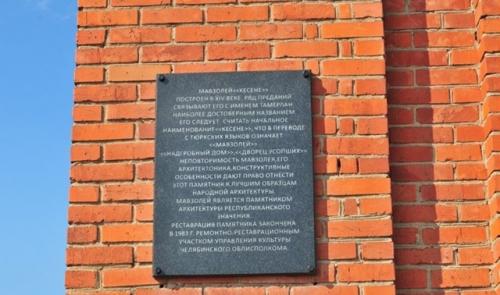 МАВЗОЛЕЙ<<КЕСЕНЕ>>
ПОСТРОЕН В XIV ВЕКЕ. РЯД ПРЕДАНИЙ
СВЯЗЫВАЮТ ЕГО С ИМЕНЕМ ТАМЕРЛАН.
НАИБОЛЕЕ ДОСТОВЕРНЫМ НАЗВАНИЕМ
ЕГО СЛЕДУЕТ СЧИТАТЬ НАЧАЛЬНОЕ
НАИМЕНОВАНИЕ<<КЕСЕНЕ>>, ЧТО В ПЕРЕВОДЕ
С ТЮРКСКИХ ЯЗЫКОВ ОЗНАЧАЕТ
<<МАВЗОЛЕЙ>>
<<НАДГРОБНЫЙ ДОМ>>,<<ДВОРЕЦ УСОПШИХ>>
НЕПОВТОРИМОСТЬ МАВЗОЛЕЯ,ЕГО
АРХИТЕКТОНИКА,КОНСТРУКТИВНЫЕ
ОСОБЕННОСТИ ДАЮТ ПРАВО ОТНЕСТИ
ЭТОТ ПАМЯТНИК К ЛУЧШИМ ОБРАЗЦАМ
НАРОДНОЙ АРХИТЕКТУРЫ.
МАВЗОЛЕЙ ЯВЛЯЕТСЯ ПАМЯТНИКОМ
АРХИТЕКТУРЫ РЕСПУБЛИКАНСКОГО
ЗНАЧЕНИЯ.
РЕСТАВРАЦИЯ ПАМЯТНИКА ЗАКОНЧЕНА
В 1983 Г. РЕМОНТНО-РЕСТАВРАЦИОННЫМ
УЧАСТКОМ УПРАВЛЕНИЯ КУЛЬТУРЫ
ЧЕЛЯБИНСКОГО ОБЛИСПОЛКОМА.